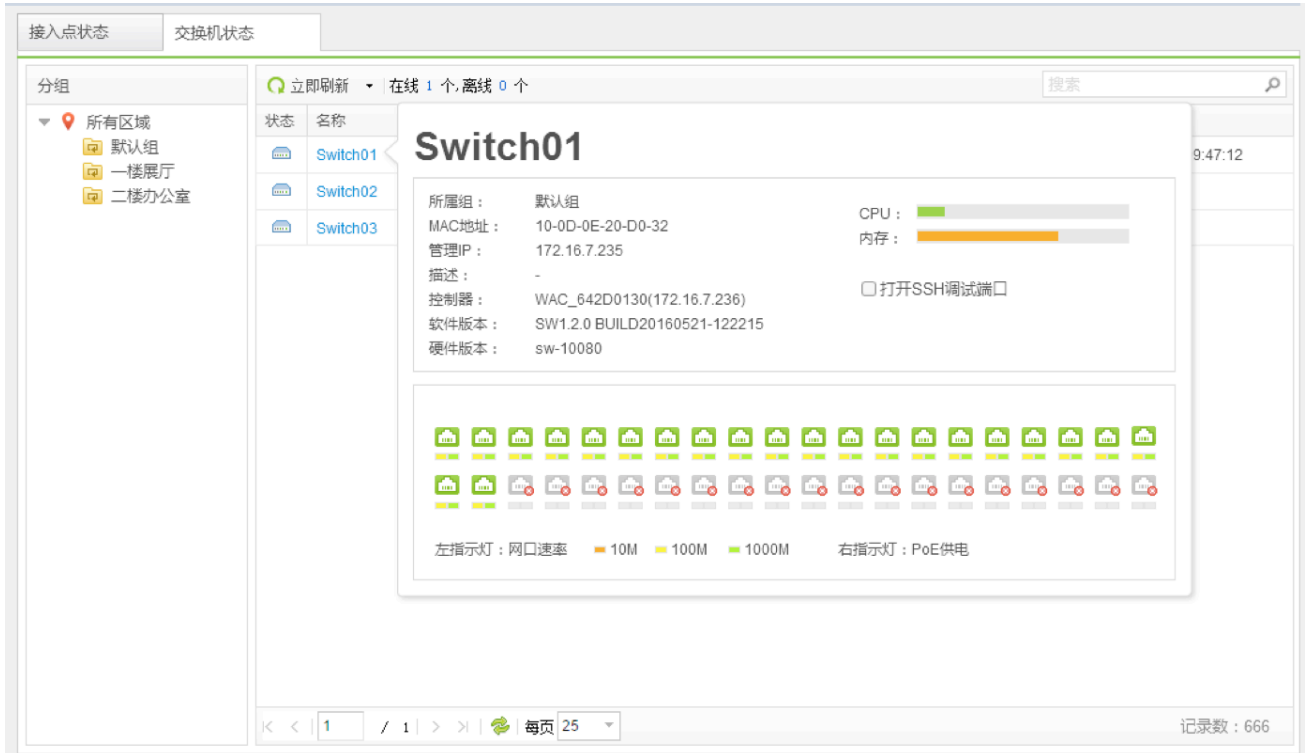 接入点状态 交换机状态
分组
立即刷新 在线 1 个,离线 0 个 搜索
所有区域
默认组
一楼展厅
二楼办公室
状态 名称
Switch01 9:47:12
Switch02
Switch03
Switch01
所属组: 默认组
MAC地址: 10-0D-0E-20-D0-32
管理IP: 172.16.7.235
描述: -
控制器: WAC_642D0130(172.16.7.236)
软件版本: SW1.2.0 BUILD20160521-122215
硬件版本: sw-10080
CPU:
内存:
打开SSH调试端口
左指示灯:网口速率 10M 100M 1000M 右指示灯:PoE供电
1 / 1 每页 25 记录数:666